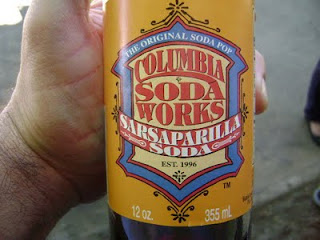 THE ORIGINAL SODA POP
COLUMBIA
SODA
WORKS
SARSAPARILLA
SODA
EST. 1996
TM
12 oz. 355 mL